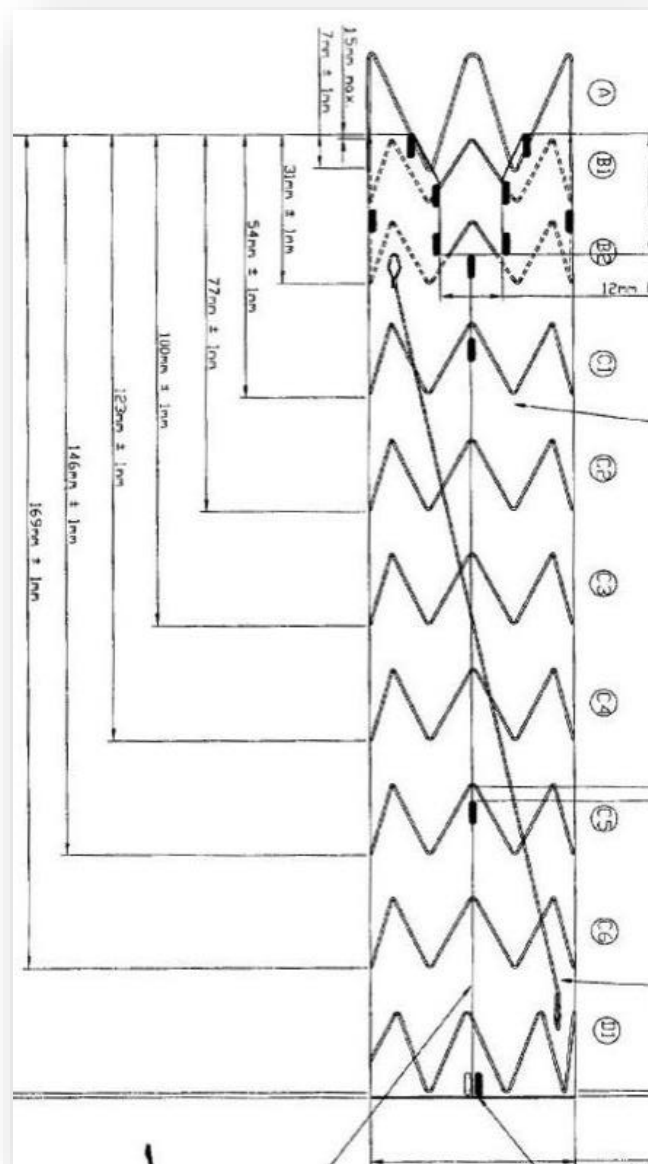 15mm max.
7mm ± 1mm
31mm ± 1mm
54mm ± 1mm
77mm ± 1mm
100mm ± 1mm
123mm ± 1mm
146mm ± 1mm
169mm ± 1mm
12mm
A
B1
B2
C1
C2
C3
C4
C5
C6
D1